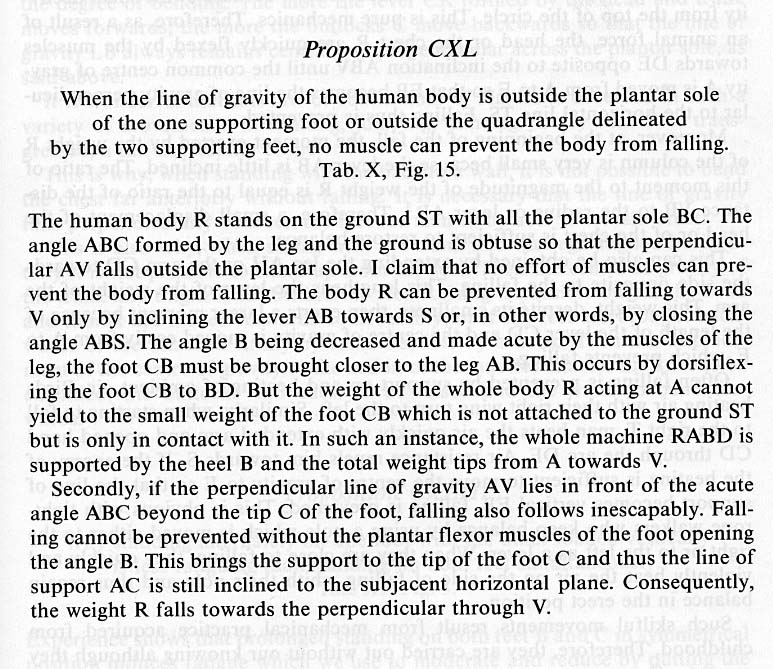 Proposition CXL
When the line of gravity of the human body is outside the plantar sole
of the one supporting foot or outside the quadrangle delineated
by the two supporting feet, no muscle can prevent the body from falling.
Tab. X, Fig. 15.
The human body R stands on the ground ST with all the plantar sole BC. The
angle ABC formed by the leg and the ground is obtuse so that the perpendicu-
lar AV falls outside the plantar sole. I claim that no effort of muscles can pre-
vent the body from falling. The body R can be prevented from falling towards
V only by inclining the lever AB towards S or, in other words, by closing the
angle ABS. The angle B being decreased and made acute by the muscles of the
leg, the foot CB must be brought closer to the leg AB. This occurs by dorsiflex-
ing the foot CB to BD. But the weight of the whole body R acting at A cannot
yield to the small weight of the foot CB which is not attached to the ground ST
but is only in contact with it. In such an instance, the whole machine RABD is
supported by the heel B and the total weight tips from A towards V.
Secondly, if the perpendicular line of gravity AV lies in front of the acute
angle ABC beyond the tip C of the foot, falling also follows inescapably. Fall-
ing cannot be prevented without the plantar flexor muscles of the foot opening
the angle B. This brings the support to the tip of the foot C and thus the line of
support AC is still inclined to the subjacent horizontal plane. Consequently,
the weight R falls towards the perpendicular through V.